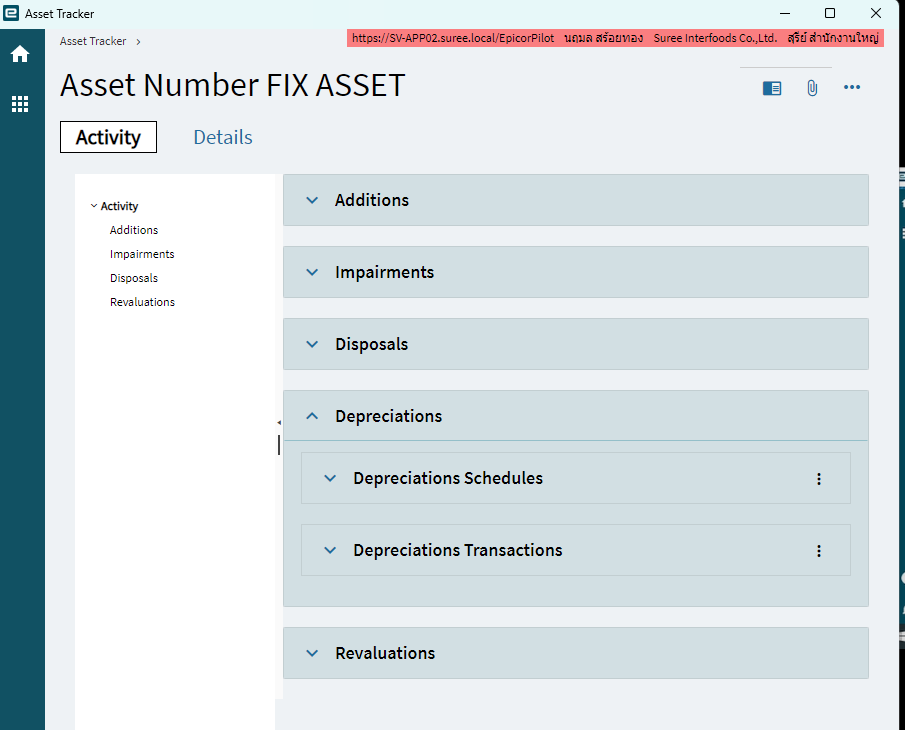 Asset Tracker
Asset Tracker
https://SV-APP02.suree.local/EpicorPilot นฤมล สร้อยทอง Suree Interfoods Co.,Ltd. สุรีย์ สำนักงานใหญ่
Asset Number FIX ASSET
Activity
Details
Activity
Additions
Impairments
Disposals
Revaluations
Additions
Impairments
Disposals
Depreciations
Depreciations Schedules
Depreciations Transactions
Revaluations